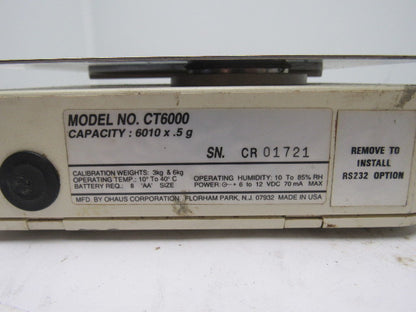 MODEL NO. CT6000
CAPACITY : 6010 x .5 g
SN. CR 01721
CALIBRATION WEIGHTS: 3kg & 6kg
OPERATING TEMP.: 10° To 40° C OPERATING HUMIDITY: 10 To 85% RH
BATTERY REQ.: 8 'AA' SIZE POWER 6 to 12 VDC 70 mA MAX
MFD. BY OHAUS CORPORATION FLORHAM PARK, N.J. 07932 MADE IN USA
REMOVE TO
INSTALL
RS232 OPTION